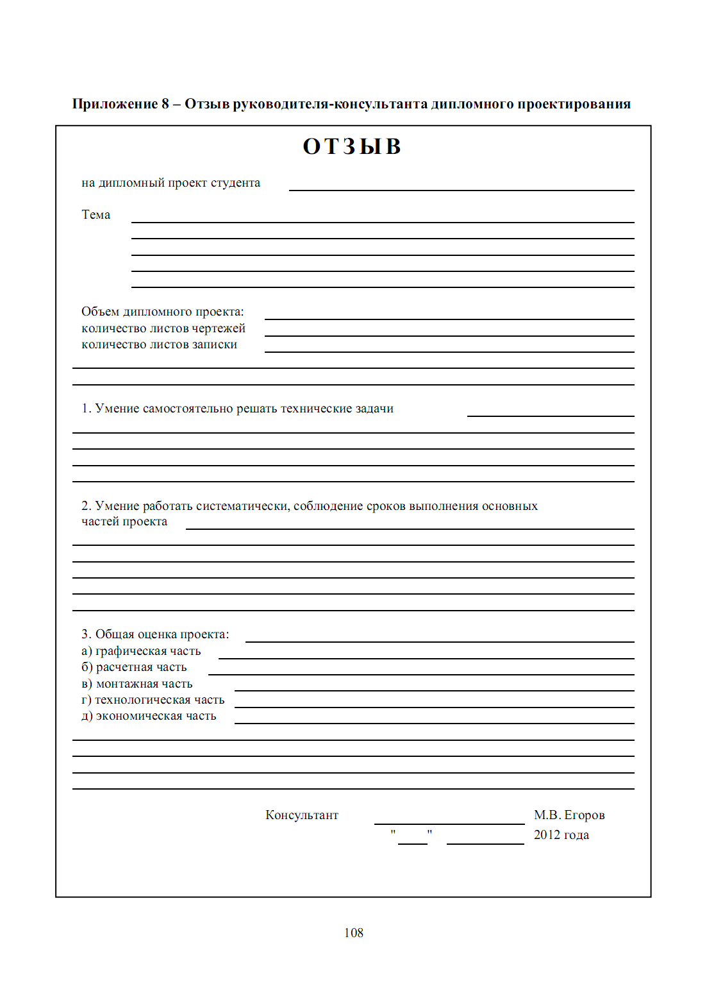 Приложение 8 – Отзыв руководителя-консультанта дипломного проектирования
ОТЗЫВ
на дипломный проект студента
Тема
Объем дипломного проекта:
количество листов чертежей
количество листов записки
1. Умение самостоятельно решать технические задачи
2. Умение работать систематически, соблюдение сроков выполнения основных
частей проекта
3. Общая оценка проекта:
а) графическая часть
б) расчетная часть
в) монтажная часть
г) технологическая часть
д) экономическая часть
Консультант М.В. Егоров
" " 2012 года
108